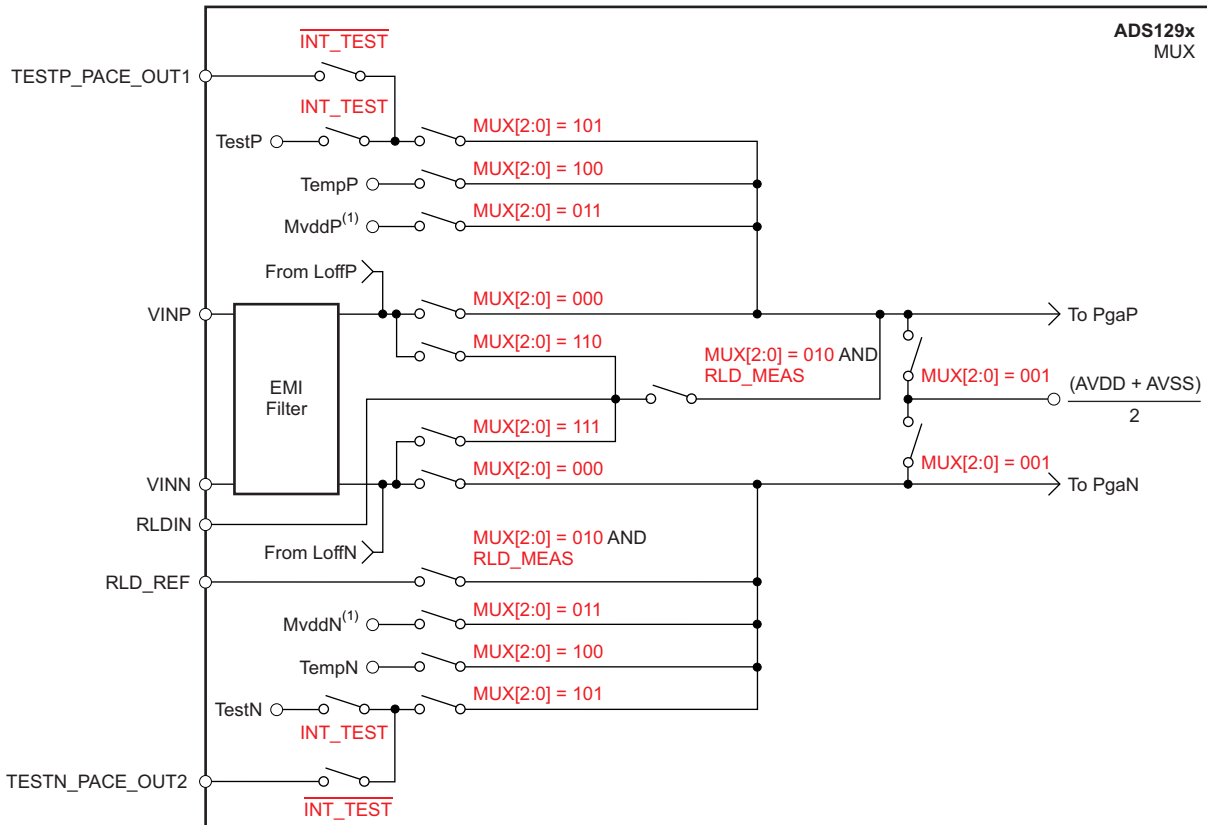 ADS129x
MUX
INT_TEST
TESTP_PACE_OUT1
INT_TEST
MUX[2:0] = 101
TestP
MUX[2:0] = 100
TempP
MUX[2:0] = 011
MvddP(1)
From LoffP
MUX[2:0] = 000
VINP
To PgaP
MUX[2:0] = 110
MUX[2:0] = 010 AND
RLD_MEAS
EMI
Filter
MUX[2:0] = 001
(AVDD + AVSS)
2
MUX[2:0] = 111
MUX[2:0] = 000
MUX[2:0] = 001
VINN
To PgaN
RLDIN
From LoffN
MUX[2:0] = 010 AND
RLD_MEAS
RLD_REF
MUX[2:0] = 011
MvddN(1)
MUX[2:0] = 100
TempN
MUX[2:0] = 101
TestN
INT_TEST
TESTN_PACE_OUT2
INT_TEST